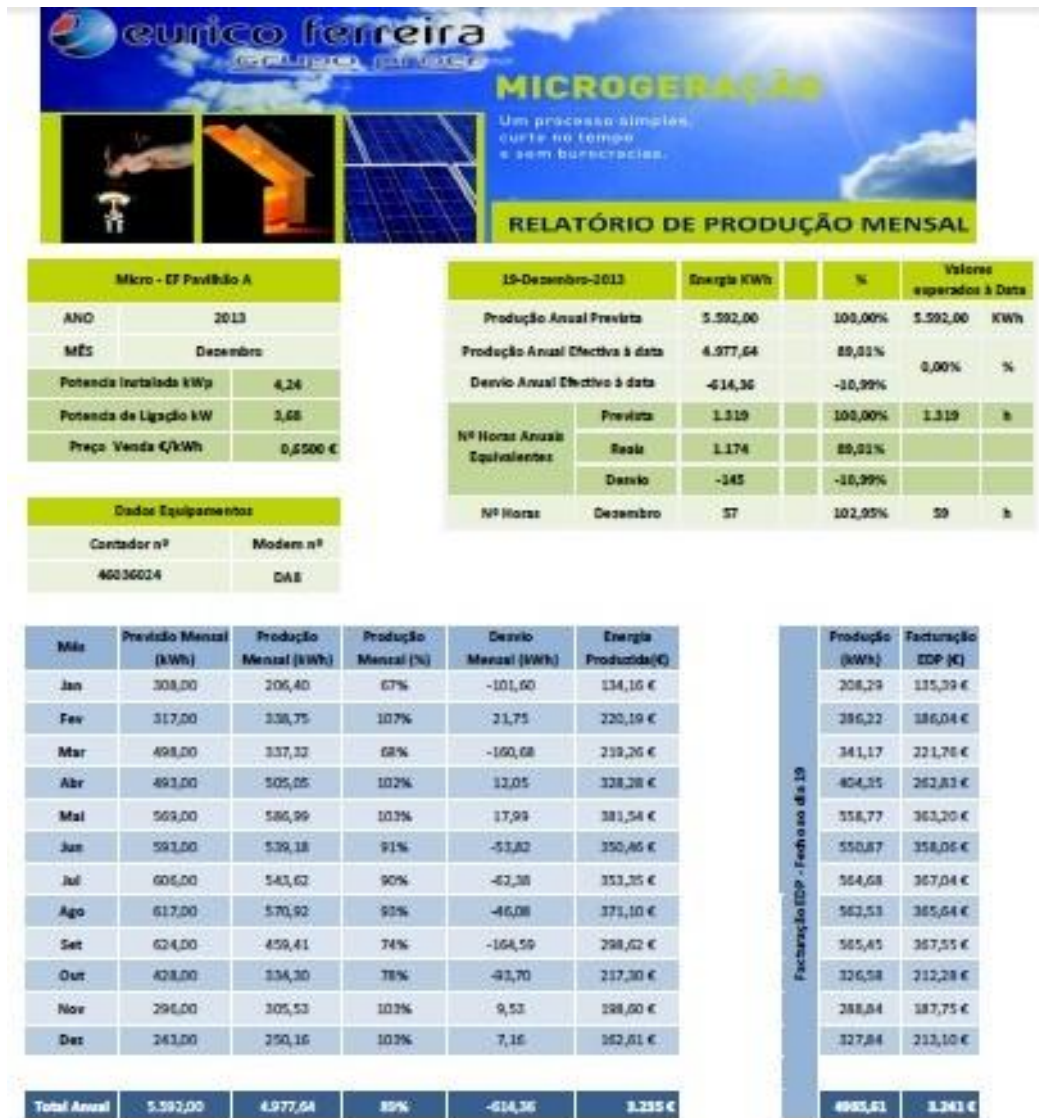 eurico ferreira
GRUPO PROEF
MICROGERAÇÃO
Um processo simples,
curto no tempo
e sem burocracias.
RELATÓRIO DE PRODUÇÃO MENSAL
Micro - EF Pavilhão A
ANO 2013
MÊS Dezembro
Potencia Instalada kWp 4,24
Potencia de Ligação kW 3,68
Preço Venda €/kWh 0,6500 €
Dados Equipamentos
Contador nº Modem nº
46036024 DA8
19-Dezembro-2013 Energia KWh % Valores esperados à Data
Produção Anual Prevista 5.592,00 100,00% 5.592,00 KWh
Produção Anual Efectiva à data 4.977,64 89,01% 0,00% %
Desvio Anual Efectivo à data -614,36 -10,99%
Nº Horas Anuais Equivalentes
Prevista 1.319 100,00% 1.319 h
Reais 1.174 89,01%
Desvio -145 -10,99%
Nº Horas Dezembro 57 102,95% 59 h
Mês Previsão Mensal (kWh) Produção Mensal (kWh) Produção Mensal (%) Desvio Mensal (kWh) Energia Produzida(€)
Jan 308,00 206,40 67% -101,60 134,16 €
Fev 317,00 338,75 107% 21,75 220,19 €
Mar 498,00 337,32 68% -160,68 219,26 €
Abr 493,00 505,05 102% 12,05 328,28 €
Mai 569,00 586,99 103% 17,99 381,54 €
Jun 593,00 539,18 91% -53,82 350,46 €
Jul 606,00 543,62 90% -62,38 353,35 €
Ago 617,00 570,92 93% -46,08 371,10 €
Set 624,00 459,41 74% -164,59 298,62 €
Out 428,00 334,30 78% -93,70 217,30 €
Nov 296,00 305,53 103% 9,53 198,60 €
Dez 243,00 250,16 103% 7,16 162,61 €
Total Anual 5.592,00 4.977,64 89% -614,36 3.235 €
Facturação EDP - Fecho ao dia 19
Produção (kWh) Facturação EDP (€)
208,29 135,39 €
286,22 186,04 €
341,17 221,76 €
404,35 262,83 €
558,77 363,20 €
550,87 358,06 €
564,68 367,04 €
562,53 365,64 €
565,45 367,55 €
326,58 212,28 €
288,84 187,75 €
327,84 213,10 €
4985,61 3.241 €